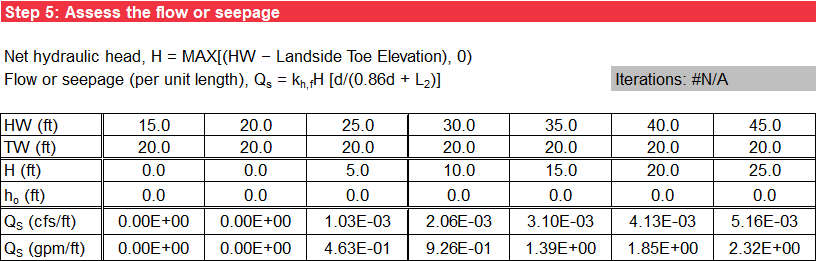 Step 5: Assess the flow or seepage
Net hydraulic head, H = MAX[(HW − Landside Toe Elevation), 0)
Flow or seepage (per unit length), Qs = kh,fH [d/(0.86d + L2)]
Iterations: #N/A
HW (ft) 15.0 20.0 25.0 30.0 35.0 40.0 45.0
TW (ft) 20.0 20.0 20.0 20.0 20.0 20.0 20.0
H (ft) 0.0 0.0 5.0 10.0 15.0 20.0 25.0
ho (ft) 0.0 0.0 0.0 0.0 0.0 0.0 0.0
QS (cfs/ft) 0.00E+00 0.00E+00 1.03E-03 2.06E-03 3.10E-03 4.13E-03 5.16E-03
QS (gpm/ft) 0.00E+00 0.00E+00 4.63E-01 9.26E-01 1.39E+00 1.85E+00 2.32E+00